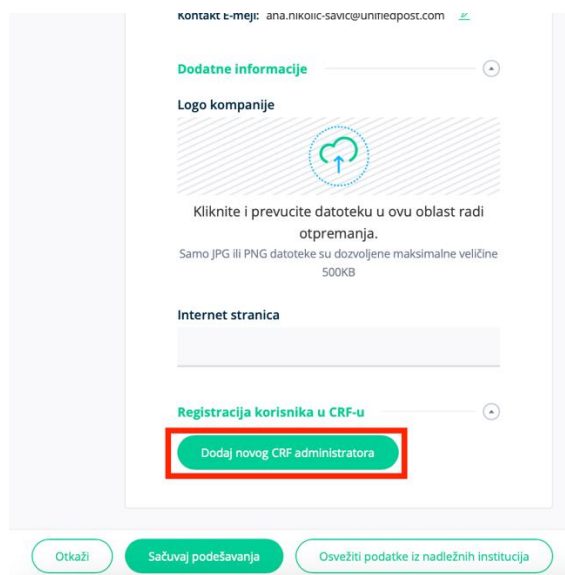 Kontakt E-mejl: ana.nikolic-savic@unifiedpost.com
Dodatne informacije
Logo kompanije
Kliknite i prevucite datoteku u ovu oblast radi
otpremanja.
Samo JPG ili PNG datoteke su dozvoljene maksimalne veličine
500KB
Internet stranica
Registracija korisnika u CRF-u
Dodaj novog CRF administratora
Otkaži
Sačuvaj podešavanja
Osvežiti podatke iz nadležnih institucija